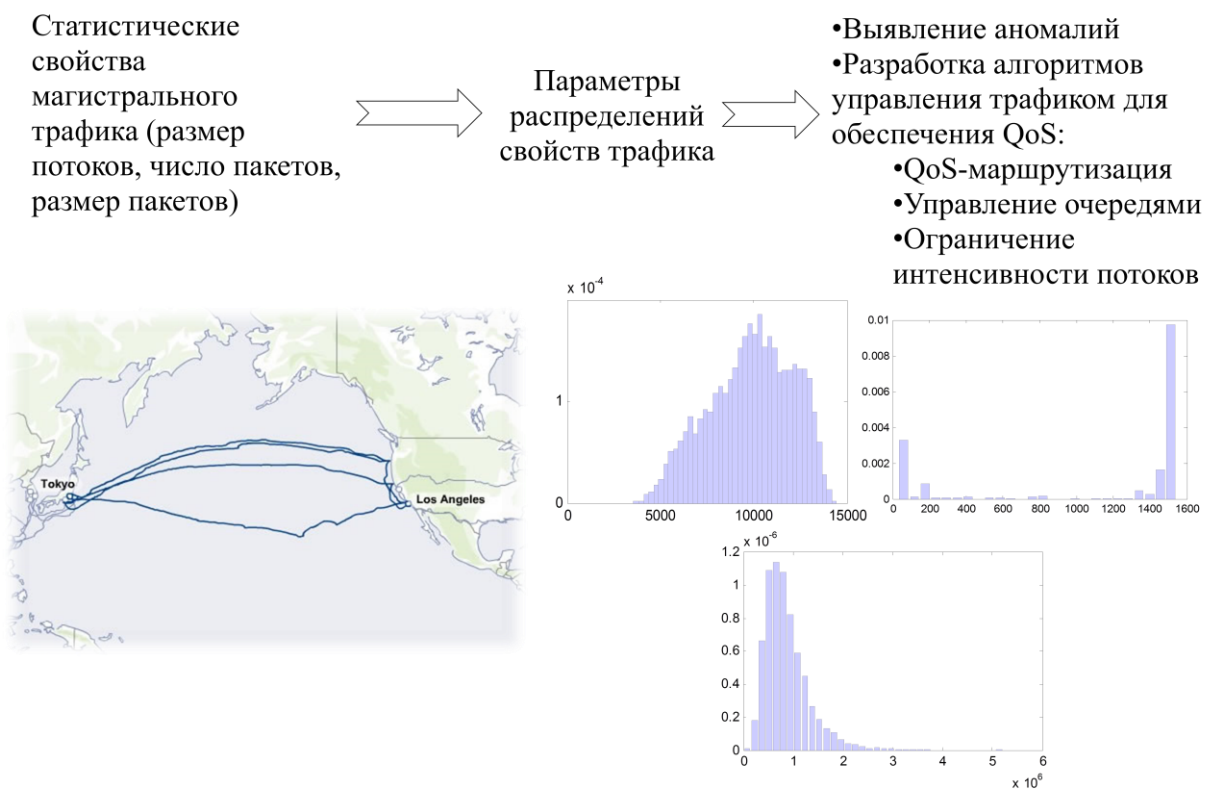 Статистические
свойства
магистрального
трафика (размер
потоков, число пакетов,
размер пакетов)
Параметры
распределений
свойств трафика
•Выявление аномалий
•Разработка алгоритмов
управления трафиком для
обеспечения QoS:
•QoS-маршрутизация
•Управление очередями
•Ограничение
интенсивности потоков
Tokyo
Los Angeles
x 10⁻⁴
1
0
0 5000 10000 15000
0.01
0.008
0.006
0.004
0.002
0
0 200 400 600 800 1000 1200 1400 1600
x 10⁻⁶
1.2
1
0.8
0.6
0.4
0.2
0
0 1 2 3 4 5 6
x 10⁶